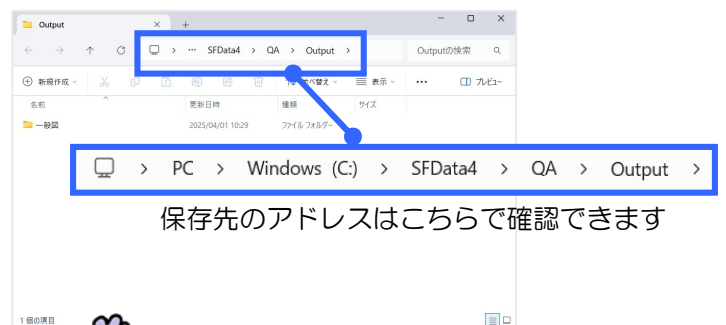 Output
SFData4 > QA > Output >
Outputの検索
新規作成
並べ替え
表示
プレビュー
名前
更新日時
種類
サイズ
一般図
2025/04/01 10:29
ファイル フォルダー
> PC > Windows (C:) > SFData4 > QA > Output >
保存先のアドレスはこちらで確認できます
1 個の項目